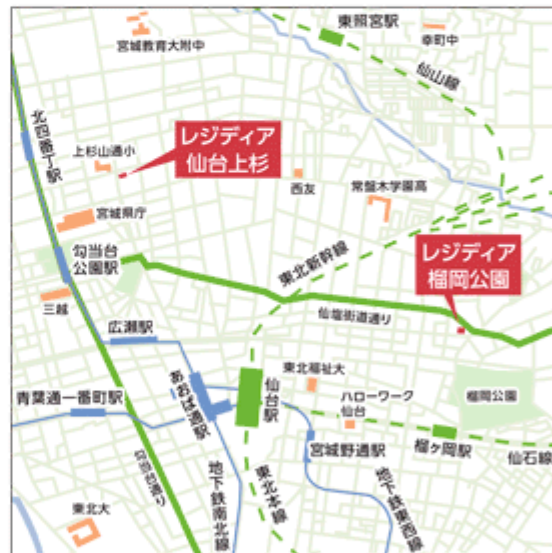 東照宮駅
幸町中
宮城教育大附中
仙山線
北四番丁駅
上杉山通小
レジディア
仙台上杉
西友
常盤木学園高
宮城県庁
勾当台
公園駅
東北新幹線
レジディア
榴岡公園
三越
仙塩街道通り
広瀬駅
あおば通駅
仙台駅
東北福祉大
ハローワーク
仙台
榴岡公園
青葉通一番町駅
宮城野通駅
榴ヶ岡駅
仙石線
勾当台通り
地下鉄南北線
東北本線
地下鉄東西線
東北大